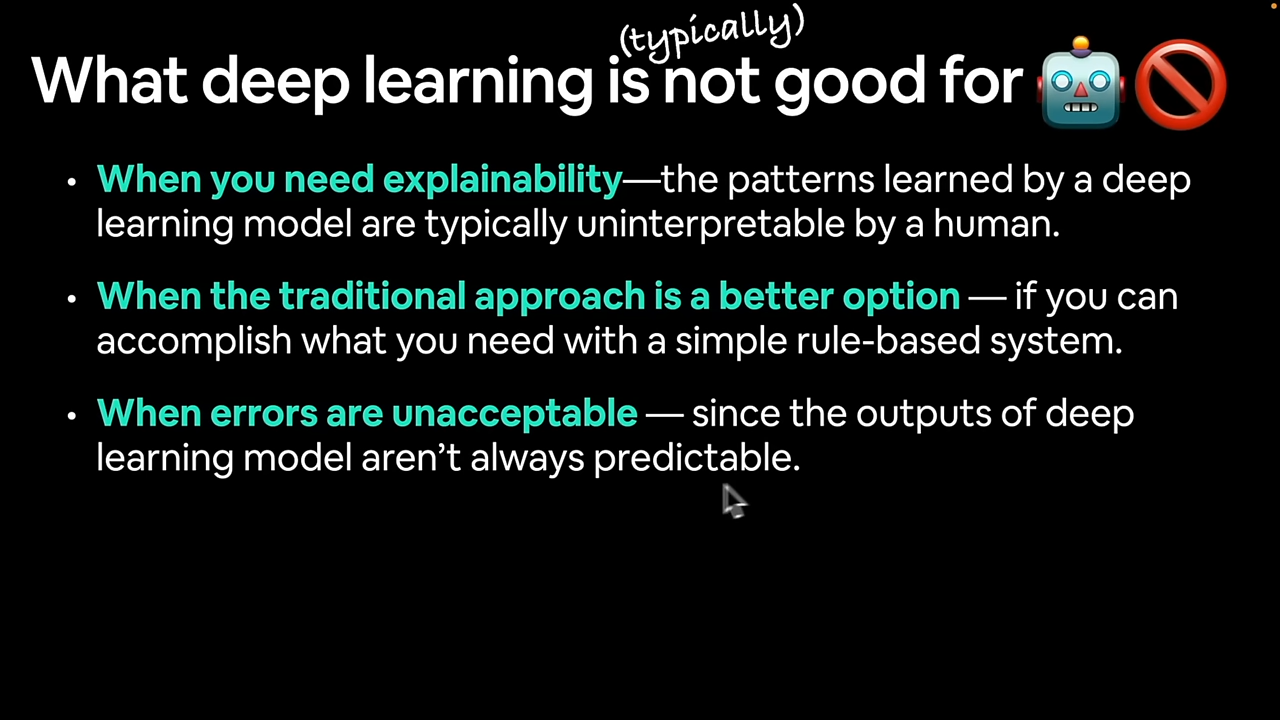 (typically)
What deep learning is not good for
• When you need explainability—the patterns learned by a deep
learning model are typically uninterpretable by a human.
• When the traditional approach is a better option — if you can
accomplish what you need with a simple rule-based system.
• When errors are unacceptable — since the outputs of deep
learning model aren’t always predictable.